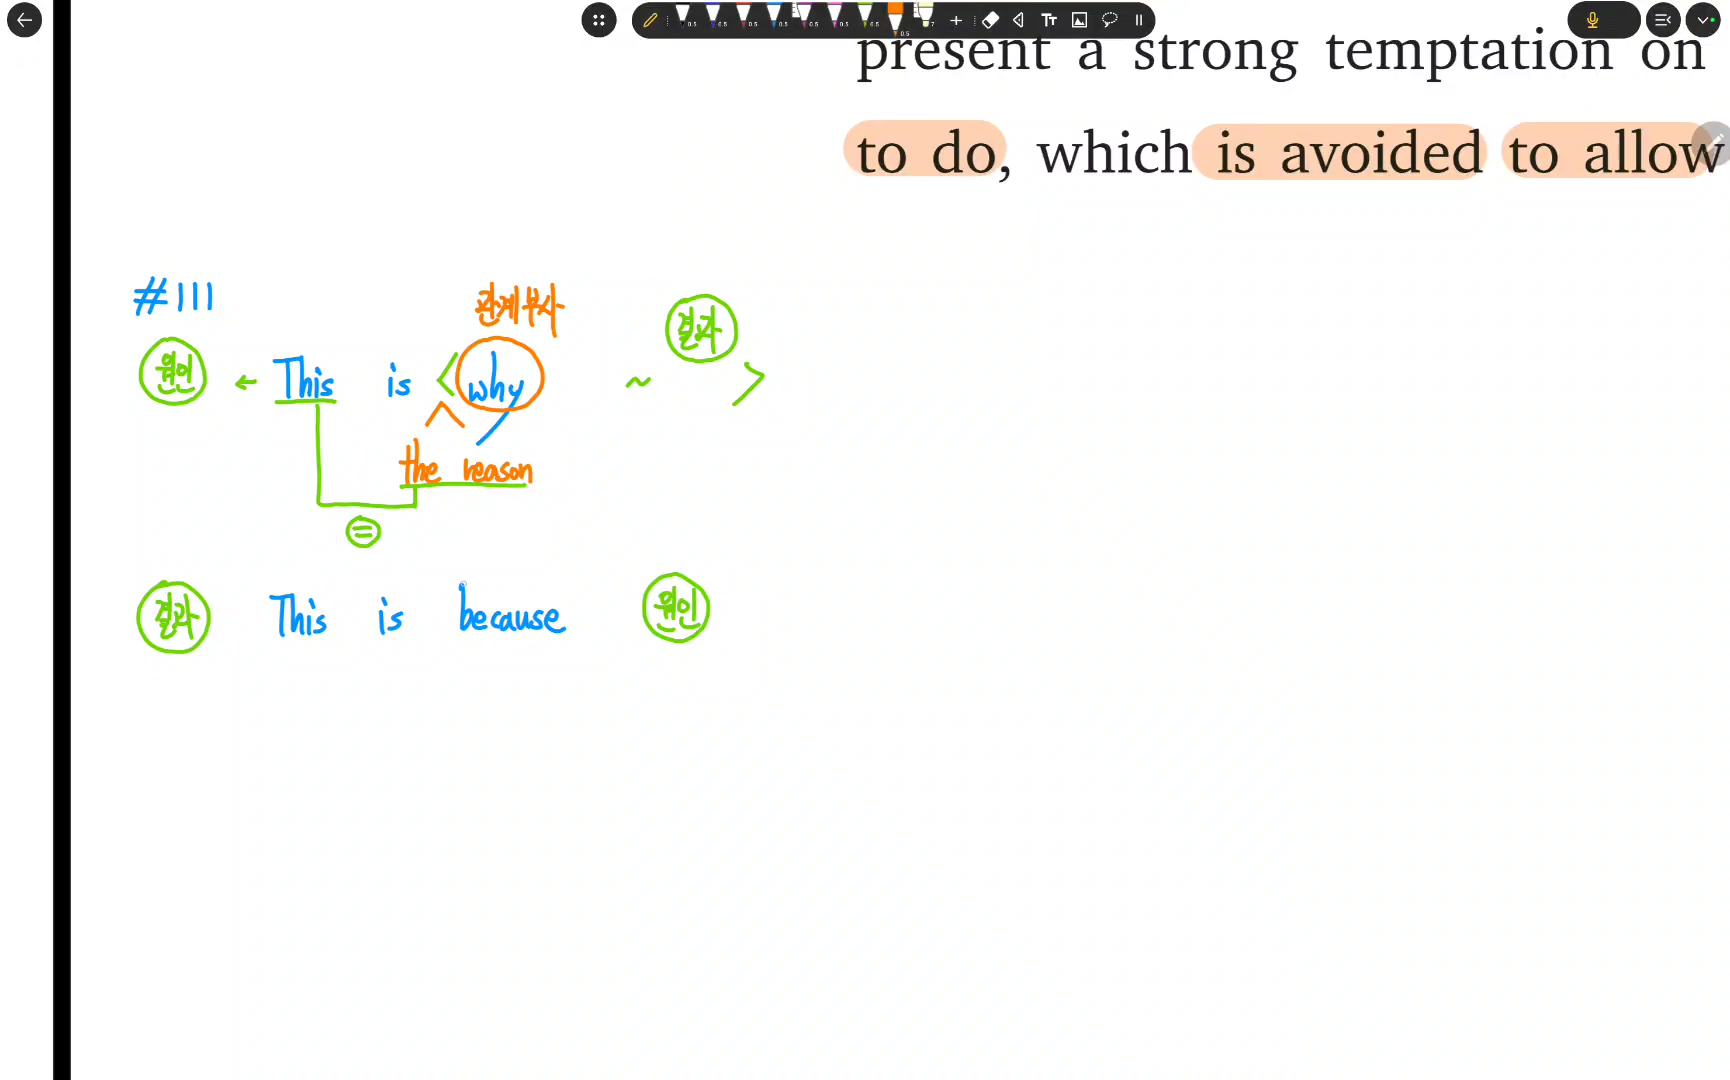 present a strong temptation on
to do, which is avoided to allow
#111
관계부사
결과
원인 ← This is < why ~ >
the reason
=
결과 This is because 원인